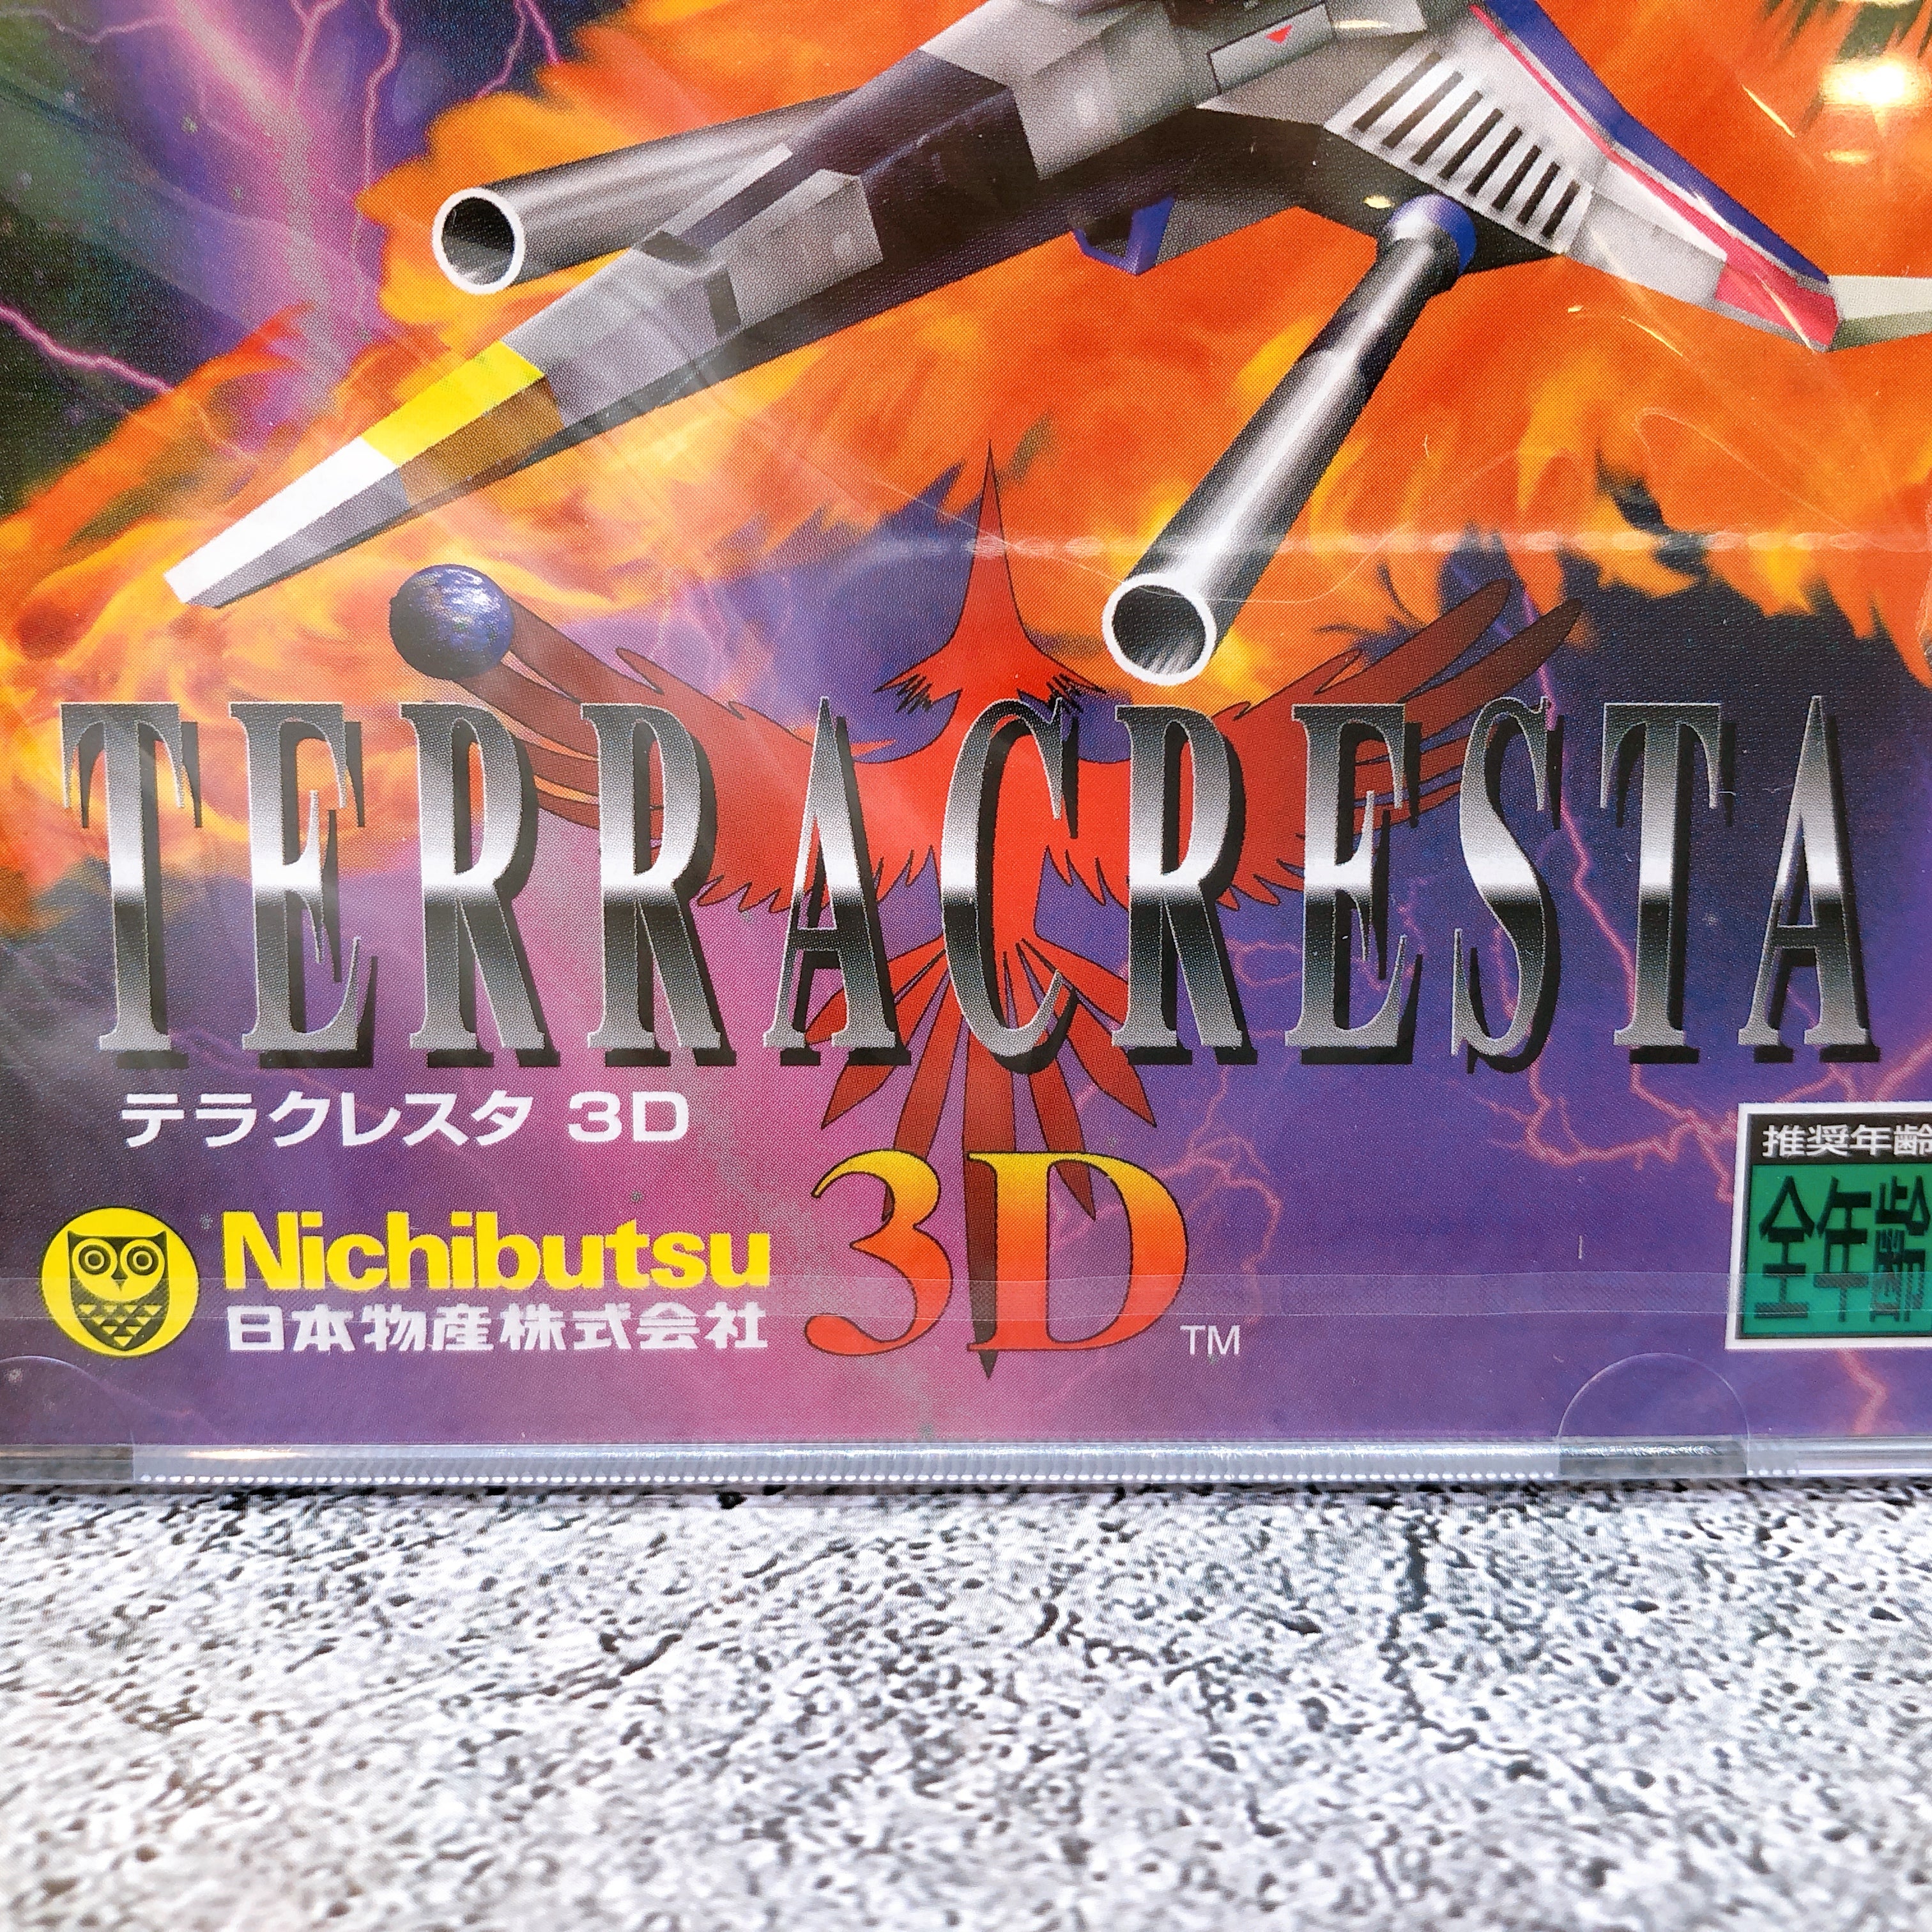 TERRACRESTA
テラクレスタ 3D
3D
TM
Nichibutsu
日本物産株式会社
推奨年齢
全年齢